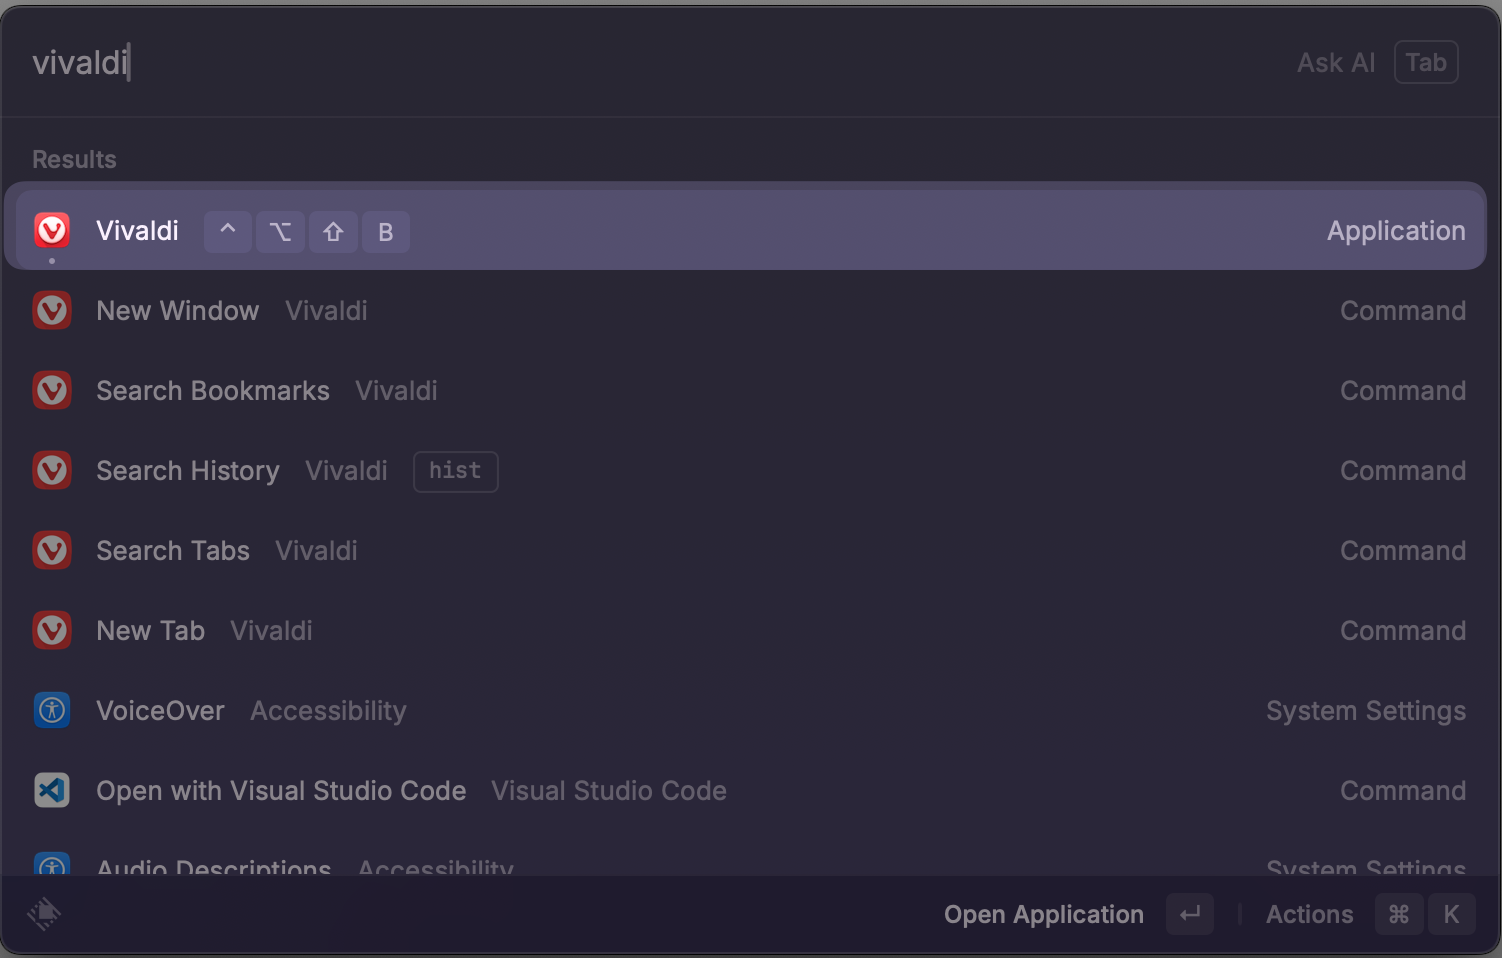 vivaldi Ask AI Tab
Results
Vivaldi ^ ⌥ ⇧ B Application
New Window Vivaldi Command
Search Bookmarks Vivaldi Command
Search History Vivaldi hist Command
Search Tabs Vivaldi Command
New Tab Vivaldi Command
VoiceOver Accessibility System Settings
Open with Visual Studio Code Visual Studio Code Command
Audio Descriptions Accessibility System Settings
Open Application ↵ Actions ⌘ K